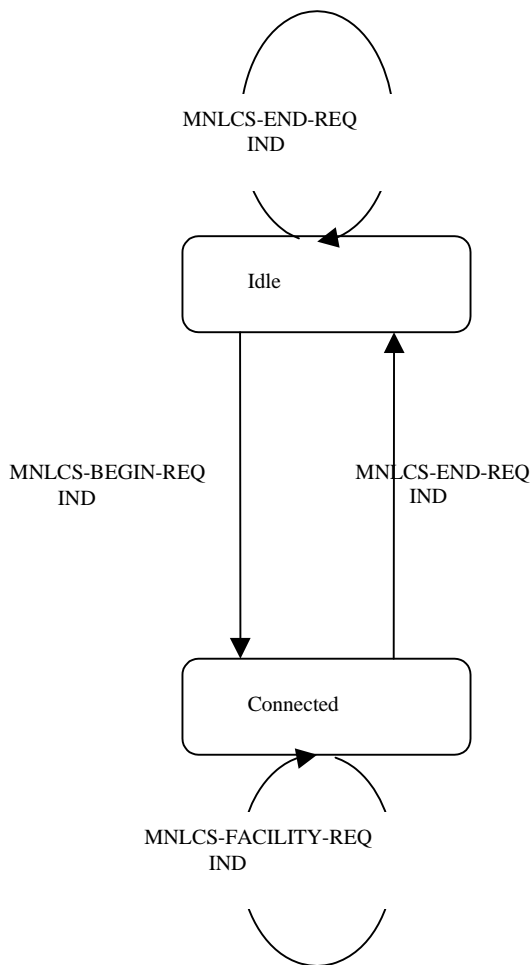 MNLCS-END-REQ
IND
Idle
MNLCS-BEGIN-REQ
IND
MNLCS-END-REQ
IND
Connected
MNLCS-FACILITY-REQ
IND